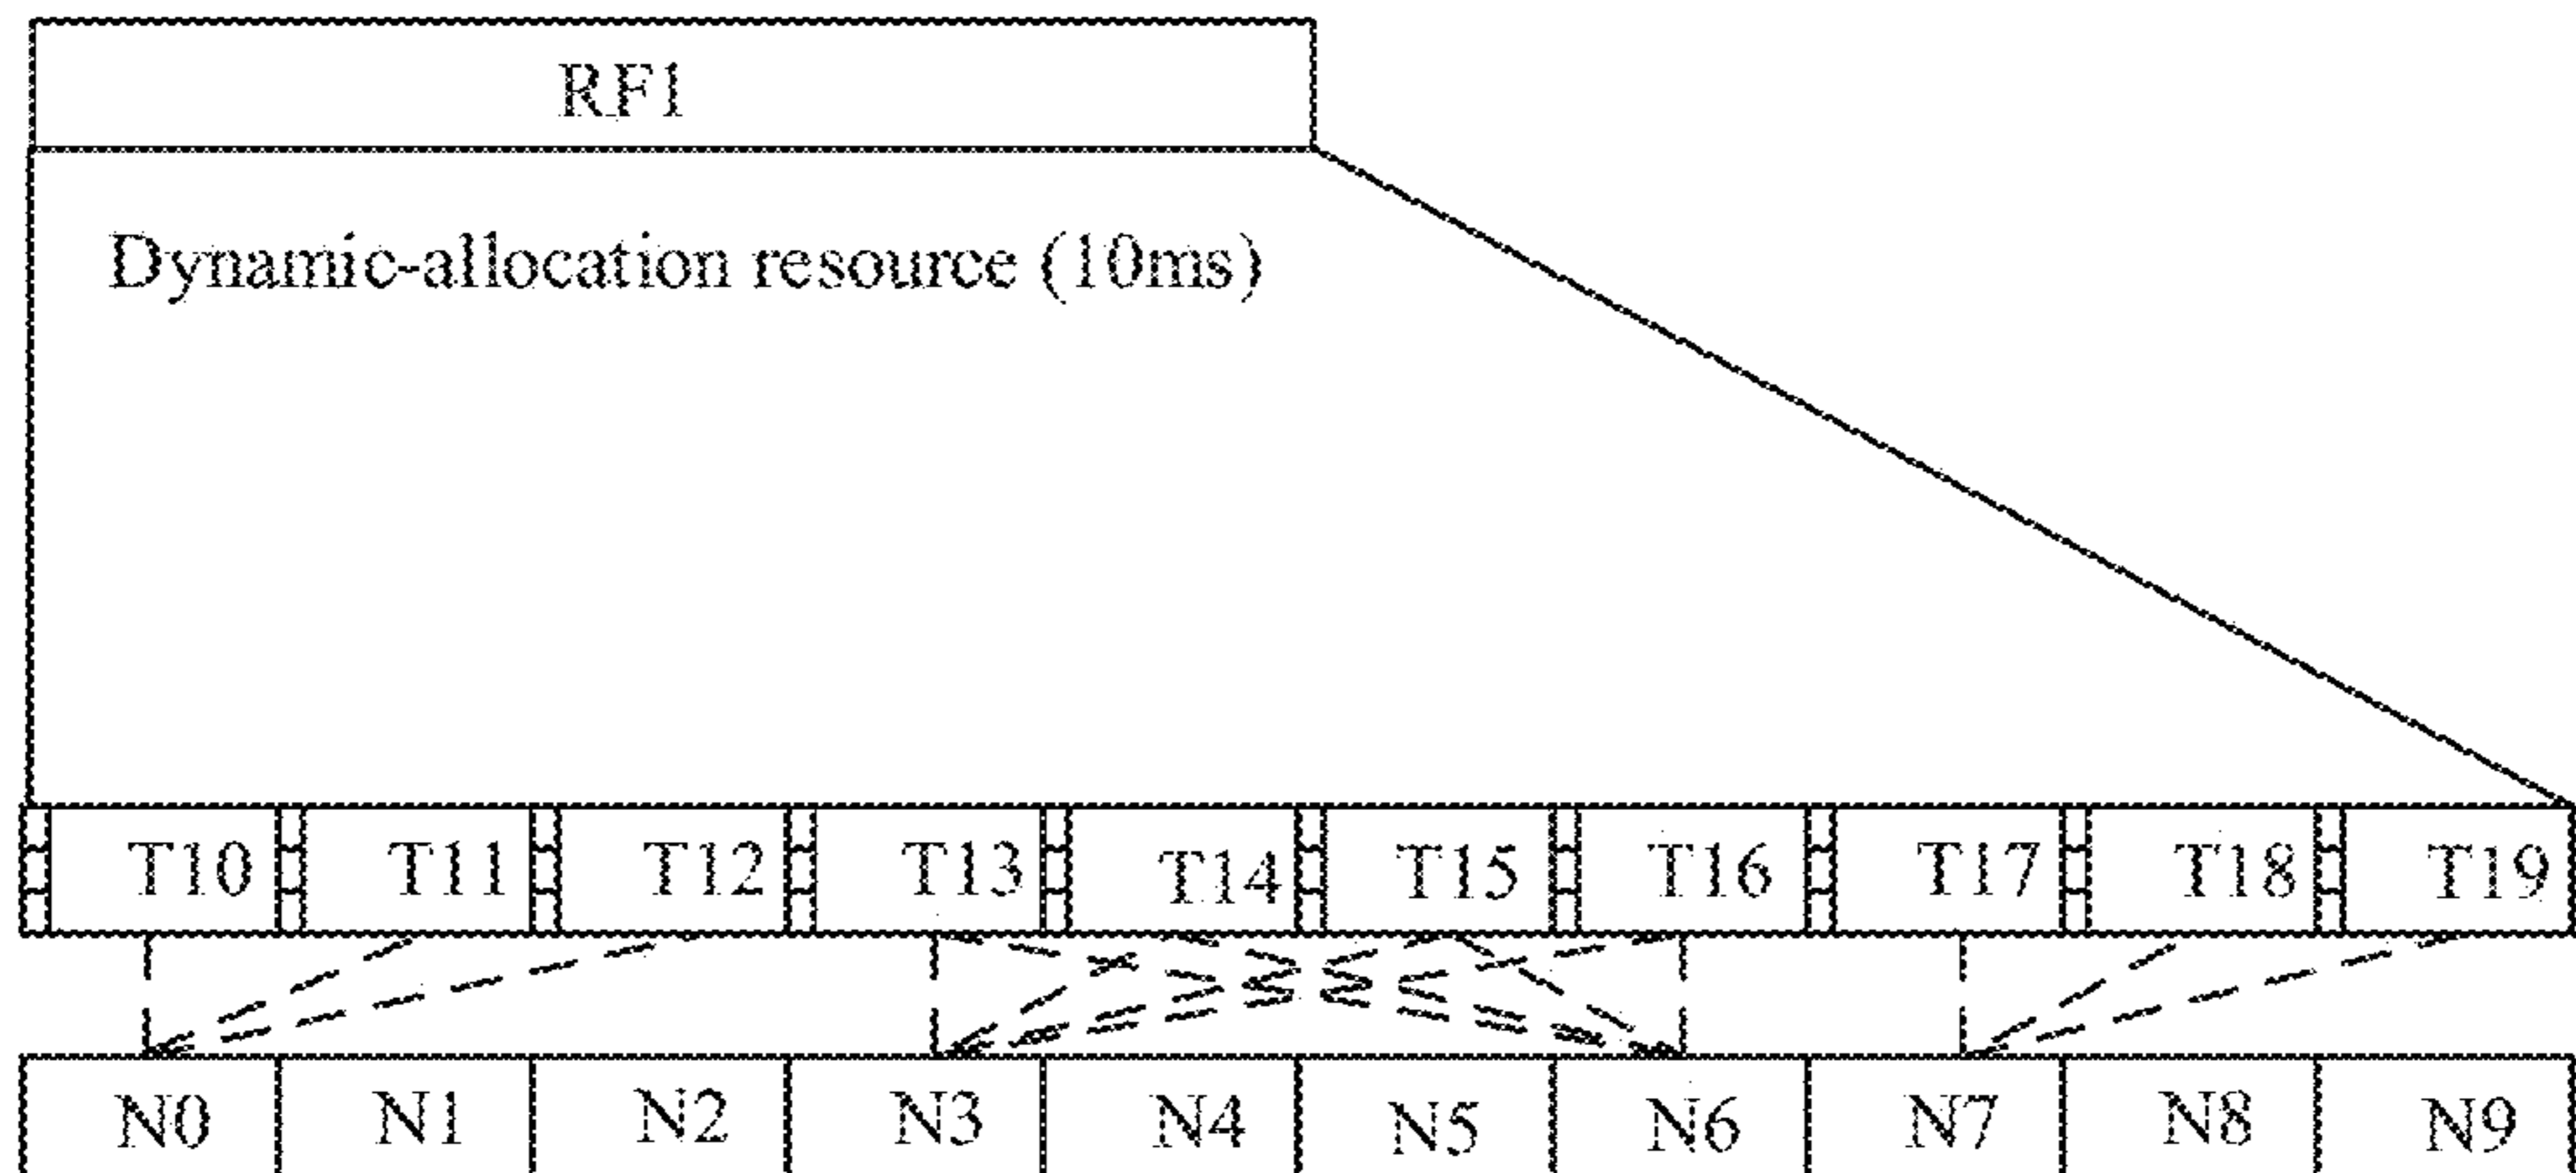 RF1
Dynamic-allocation resource (10ms)
T10 T11 T12 T13 T14 T15 T16 T17 T18 T19
N0 N1 N2 N3 N4 N5 N6 N7 N8 N9